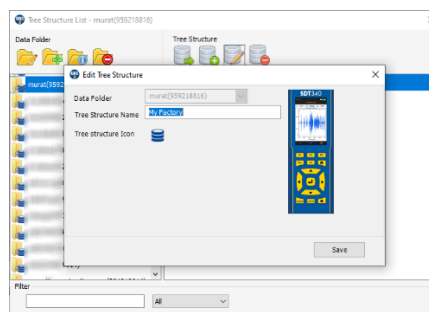 Tree Structure List - murat(959218816)
Data Folder
Tree Structure
murat(9592
Edit Tree Structure
Data Folder
murat(959218816)
Tree Structure Name
My Factory
Tree structure Icon
SDT340
Save
Filter
All